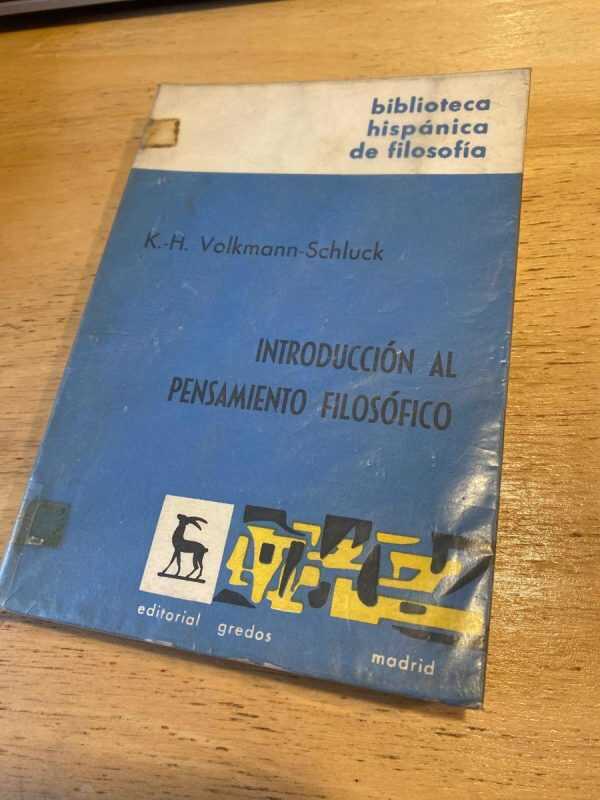 biblioteca
hispánica
de filosofía
K.-H. Volkmann-Schluck
INTRODUCCIÓN AL
PENSAMIENTO FILOSÓFICO
editorial gredos
madrid